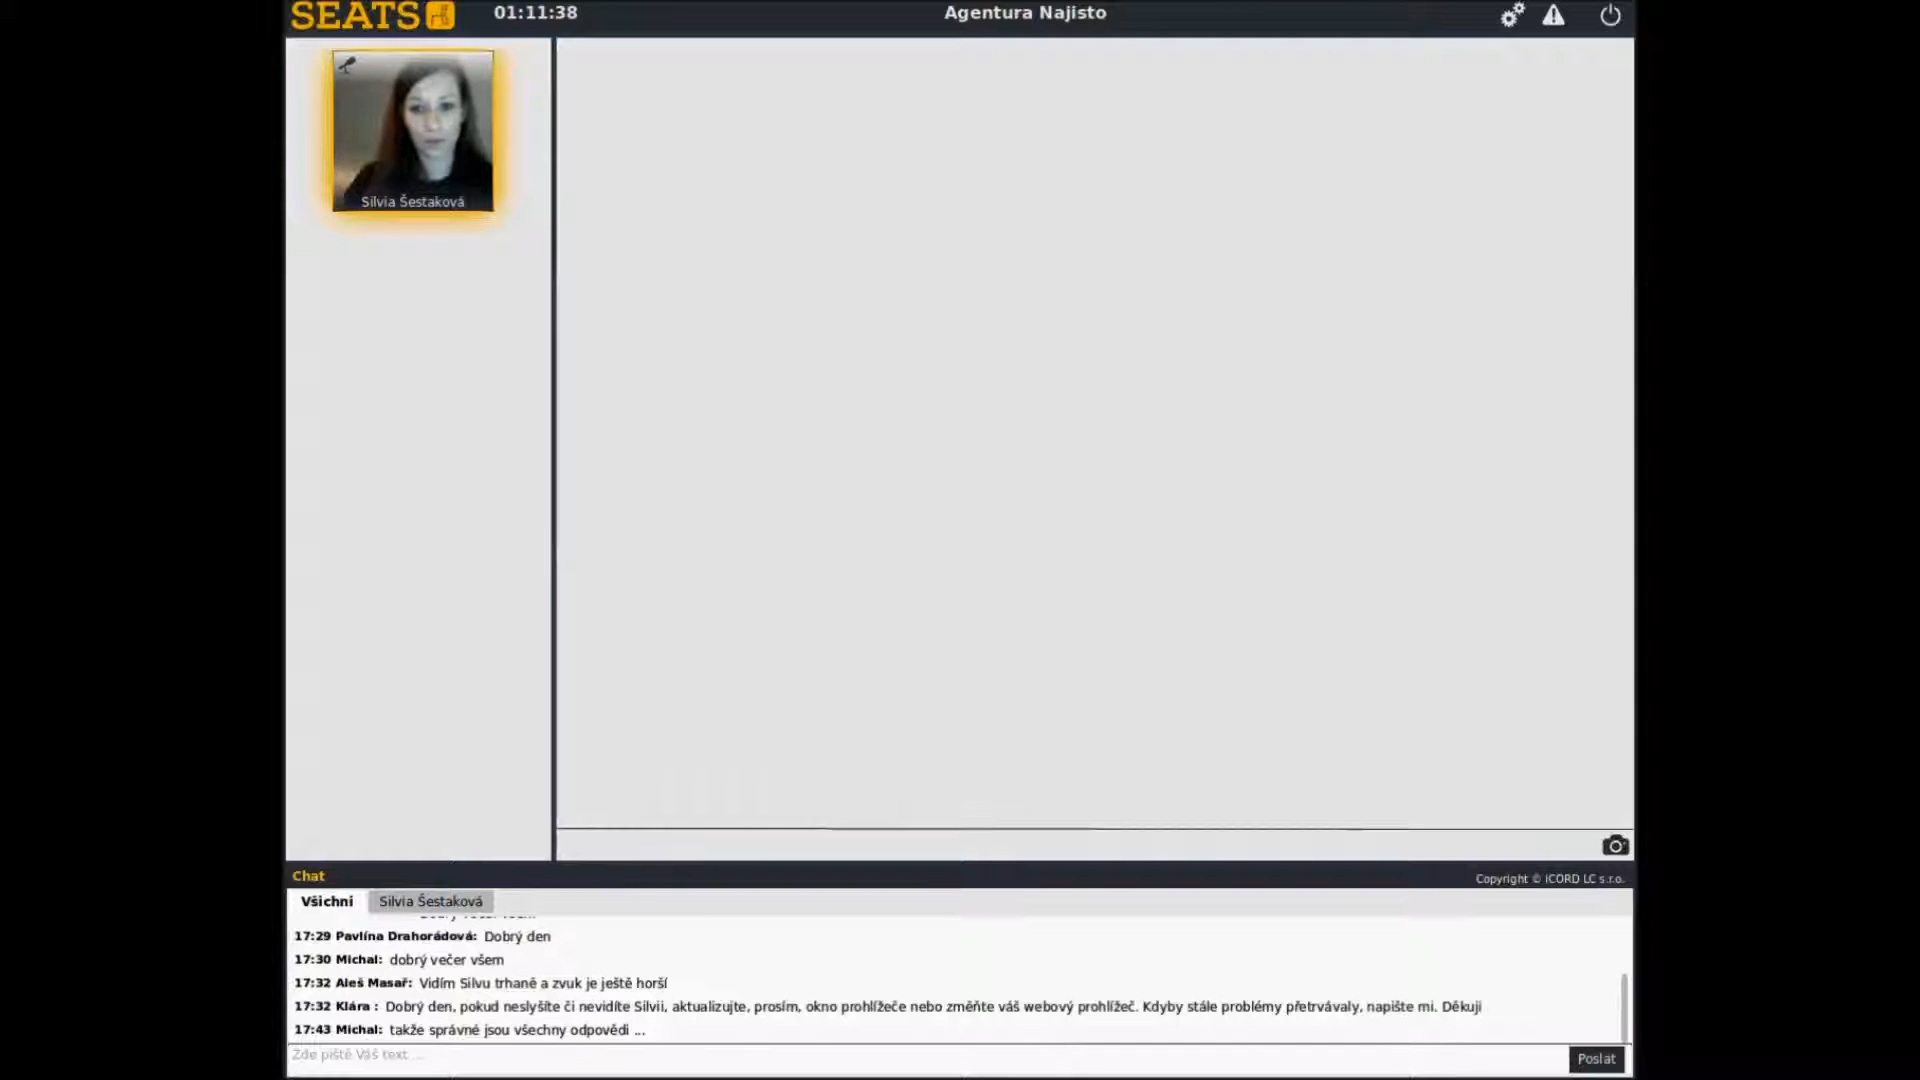 SEATS
01:11:38
Agentura Najisto
Silvia Šestaková
Chat
Copyright © iCORD LC s.r.o.
Všichni
Silvia Šestaková
17:29 Pavlína Drahorádová: Dobrý den
17:30 Michal: dobrý večer všem
17:32 Aleš Masař: Vidím Silvu trhaně a zvuk je ještě horší
17:32 Klára : Dobrý den, pokud neslyšíte či nevidíte Silvii, aktualizujte, prosím, okno prohlížeče nebo změňte váš webový prohlížeč. Kdyby stále problémy přetrvávaly, napište mi. Děkuji
17:43 Michal: takže správné jsou všechny odpovědi ...
Zde piště Váš text ...
Poslat